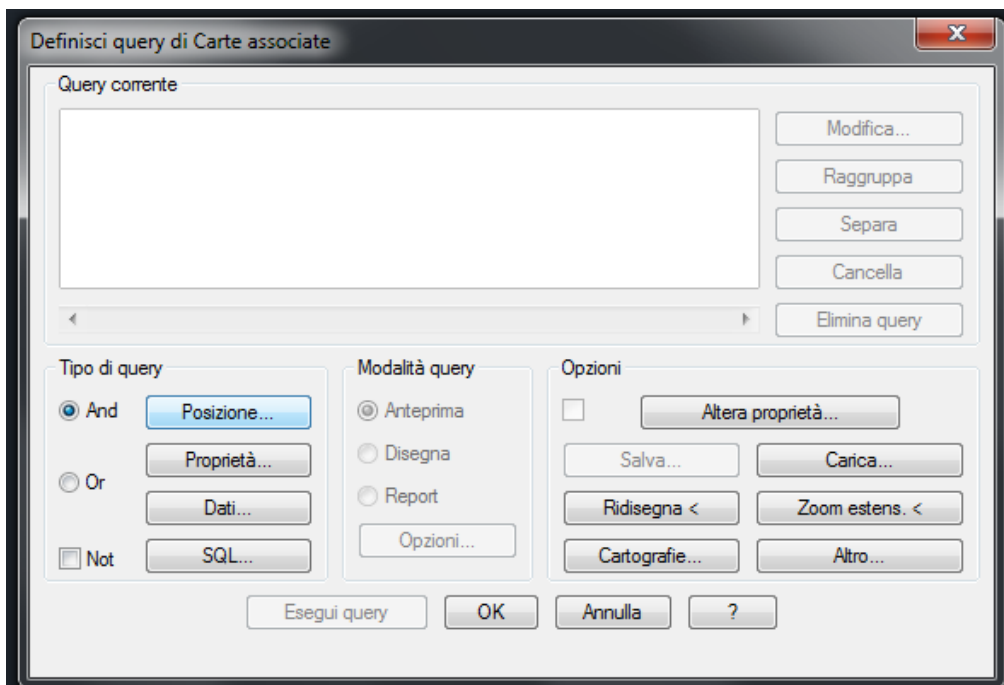 Definisci query di Carte associate
Query corrente
Modifica...
Raggruppa
Separa
Cancella
Elimina query
Tipo di query
And
Posizione...
Proprietà...
Or
Dati...
Not
SQL...
Modalità query
Anteprima
Disegna
Report
Opzioni...
Opzioni
Altera proprietà...
Salva...
Carica...
Ridisegna <
Zoom estens. <
Cartografie...
Altro...
Esegui query
OK
Annulla
?